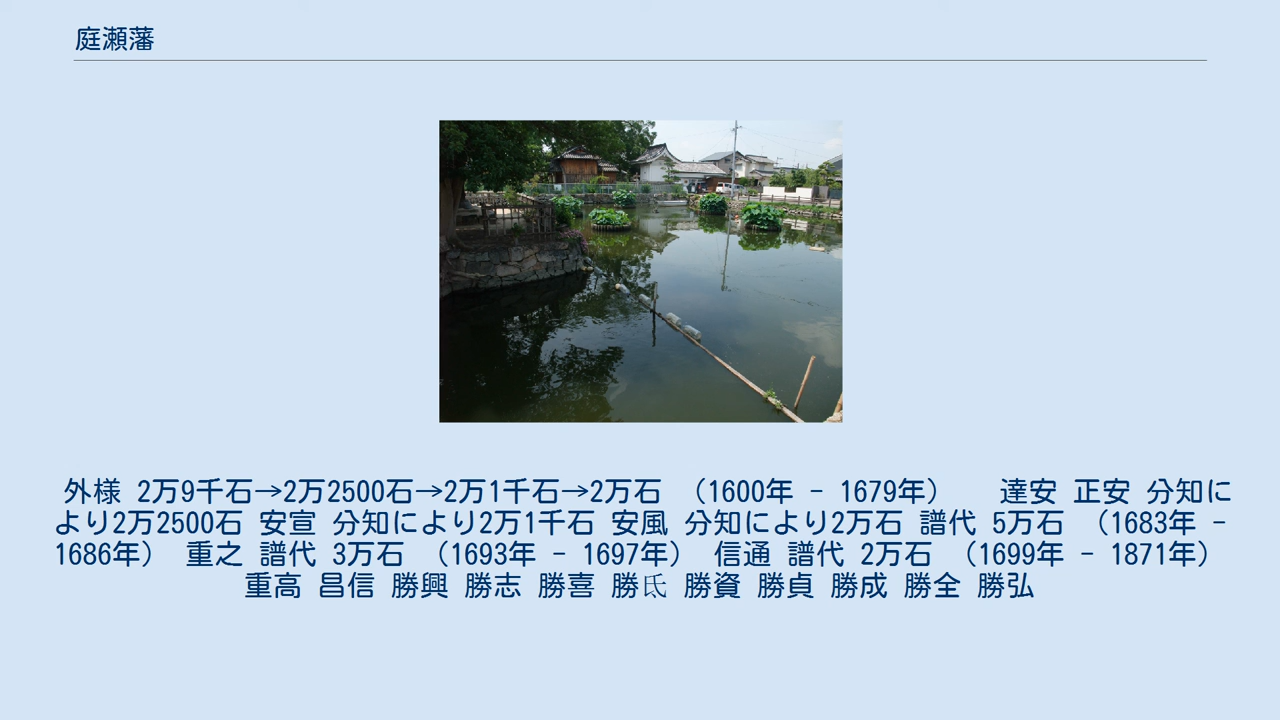 庭瀬藩
外様 2万9千石→2万2500石→2万1千石→2万石 （1600年 - 1679年）　 達安 正安 分知に
より2万2500石 安宣 分知により2万1千石 安風 分知により2万石 譜代 5万石 （1683年 -
1686年） 重之 譜代 3万石 （1693年 - 1697年） 信通 譜代 2万石 （1699年 - 1871年）
重高 昌信 勝興 勝志 勝喜 勝氐 勝資 勝貞 勝成 勝全 勝弘